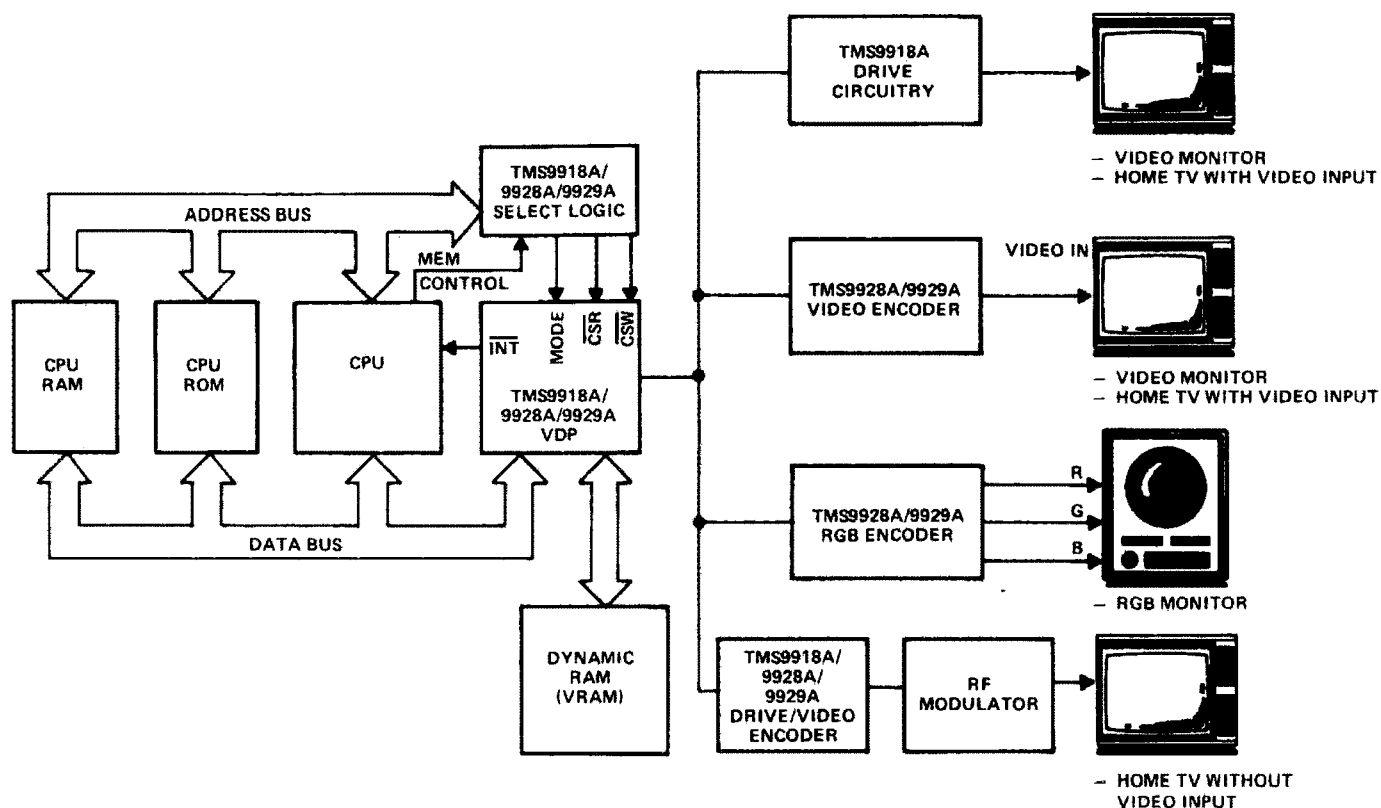 TMS9918A
DRIVE
CIRCUITRY
– VIDEO MONITOR
– HOME TV WITH VIDEO INPUT
TMS9918A/
9928A/9929A
SELECT LOGIC
ADDRESS BUS
MEM
CONTROL
CPU
RAM
CPU
ROM
CPU
INT
MODE
CSR
CSW
TMS9918A/
9928A/9929A
VDP
TMS9928A/9929A
VIDEO ENCODER
VIDEO IN
– VIDEO MONITOR
– HOME TV WITH VIDEO INPUT
DATA BUS
TMS9928A/9929A
RGB ENCODER
R
G
B
– RGB MONITOR
DYNAMIC
RAM
(VRAM)
TMS9918A/
9928A/
9929A
DRIVE/VIDEO
ENCODER
RF
MODULATOR
– HOME TV WITHOUT
VIDEO INPUT